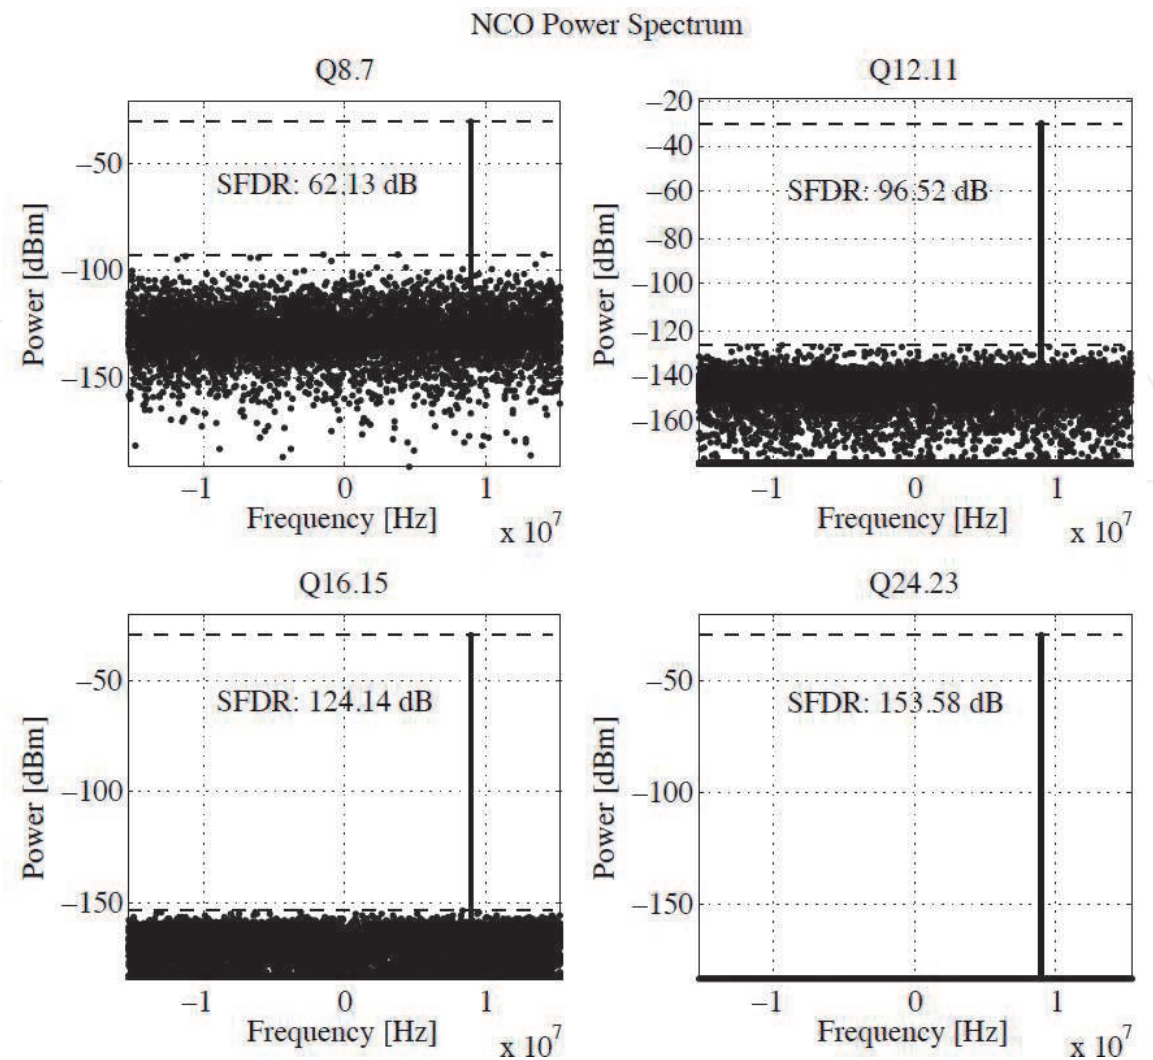 NCO Power Spectrum
Q8.7
−50
−100
−150
Power [dBm]
SFDR: 62.13 dB
−1
0
1
Frequency [Hz]
x 10^7
Q12.11
−20
−40
−60
−80
−100
−120
−140
−160
Power [dBm]
SFDR: 96.52 dB
−1
0
1
Frequency [Hz]
x 10^7
Q16.15
−50
−100
−150
Power [dBm]
SFDR: 124.14 dB
−1
0
1
Frequency [Hz]
x 10^7
Q24.23
−50
−100
−150
Power [dBm]
SFDR: 153.58 dB
−1
0
1
Frequency [Hz]
x 10^7